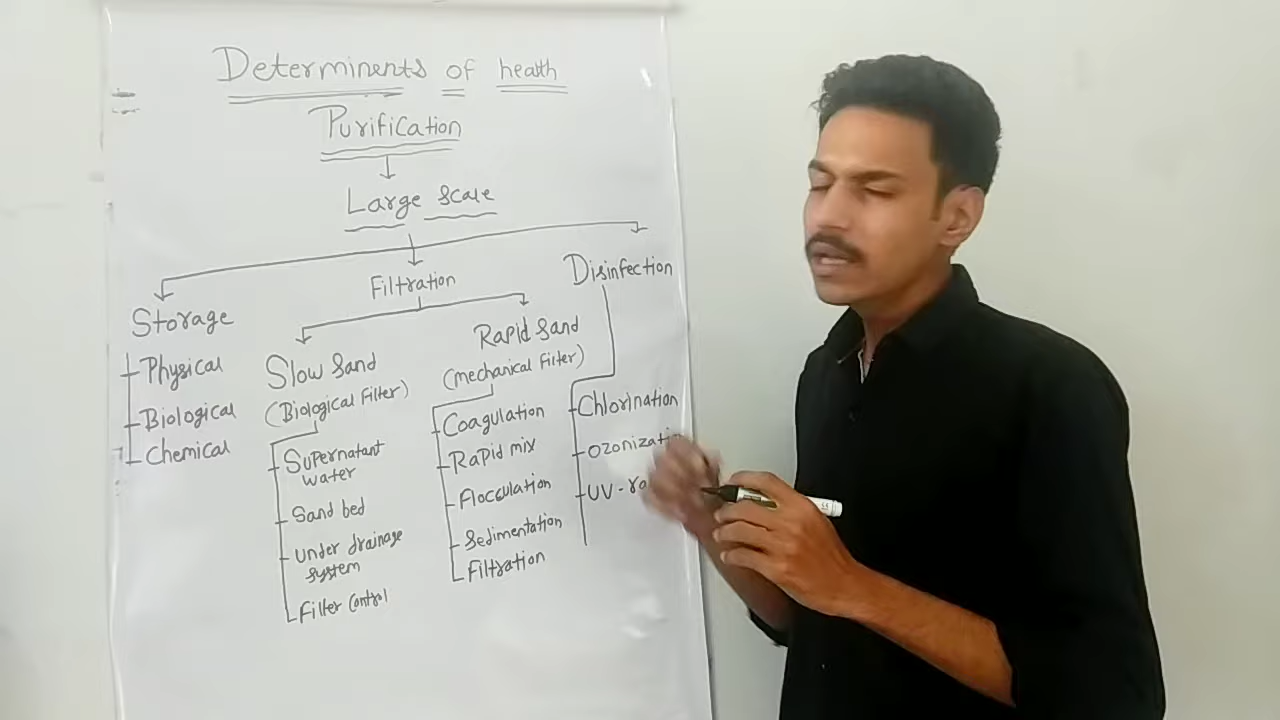 Determinents of health
Purification
Large scale
Storage
Physical
Biological
Chemical
Filtration
Slow sand
(Biological Filter)
Supernatant
water
Sand bed
Under drainage
system
Filter control
Rapid sand
(mechanical Filter)
Coagulation
Rapid mix
Sedimentation
Filtration
Disinfection
Chlorination
UV-